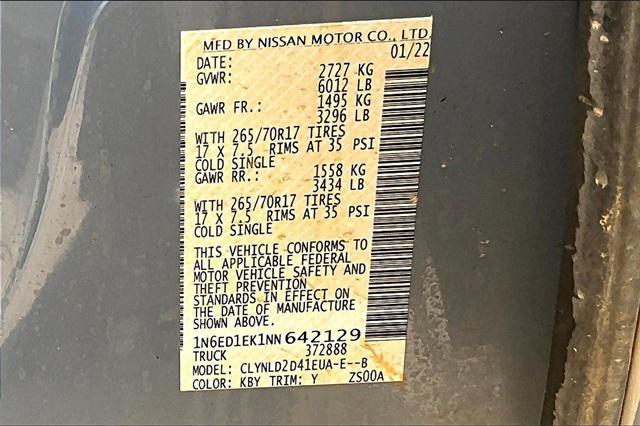 MFD BY NISSAN MOTOR CO., LTD.
DATE: 01/22
GVWR: 2727 KG
6012 LB
GAWR FR.: 1495 KG
3296 LB
WITH 265/70R17 TIRES
17 X 7.5 RIMS AT 35 PSI
COLD SINGLE
GAWR RR.: 1558 KG
3434 LB
WITH 265/70R17 TIRES
17 X 7.5 RIMS AT 35 PSI
COLD SINGLE
THIS VEHICLE CONFORMS TO
ALL APPLICABLE FEDERAL
MOTOR VEHICLE SAFETY AND
THEFT PREVENTION
STANDARDS IN EFFECT ON
THE DATE OF MANUFACTURE
SHOWN ABOVE.
1N6ED1EK1NN642129
TRUCK 372888
MODEL: CLYNLD2D41EUA-E--B
COLOR: KBY TRIM: Y ZS00A